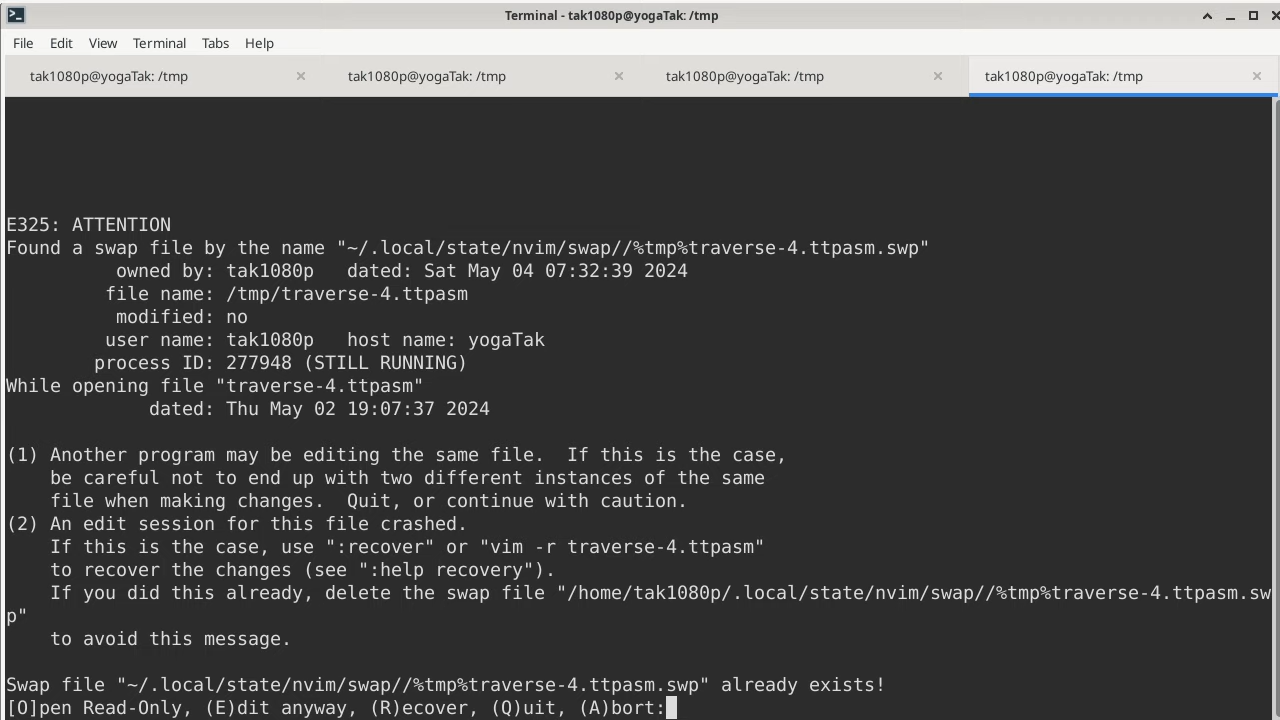 Terminal - tak1080p@yogaTak: /tmp
File Edit View Terminal Tabs Help
tak1080p@yogaTak: /tmp tak1080p@yogaTak: /tmp tak1080p@yogaTak: /tmp tak1080p@yogaTak: /tmp
E325: ATTENTION
Found a swap file by the name "~/.local/state/nvim/swap//%tmp%traverse-4.ttpasm.swp"
          owned by: tak1080p   dated: Sat May 04 07:32:39 2024
         file name: /tmp/traverse-4.ttpasm
          modified: no
         user name: tak1080p   host name: yogaTak
        process ID: 277948 (STILL RUNNING)
While opening file "traverse-4.ttpasm"
             dated: Thu May 02 19:07:37 2024
(1) Another program may be editing the same file.  If this is the case,
    be careful not to end up with two different instances of the same
    file when making changes.  Quit, or continue with caution.
(2) An edit session for this file crashed.
    If this is the case, use ":recover" or "vim -r traverse-4.ttpasm"
    to recover the changes (see ":help recovery").
    If you did this already, delete the swap file "/home/tak1080p/.local/state/nvim/swap//%tmp%traverse-4.ttpasm.sw
p"
    to avoid this message.
Swap file "~/.local/state/nvim/swap//%tmp%traverse-4.ttpasm.swp" already exists!
[O]pen Read-Only, (E)dit anyway, (R)ecover, (Q)uit, (A)bort: